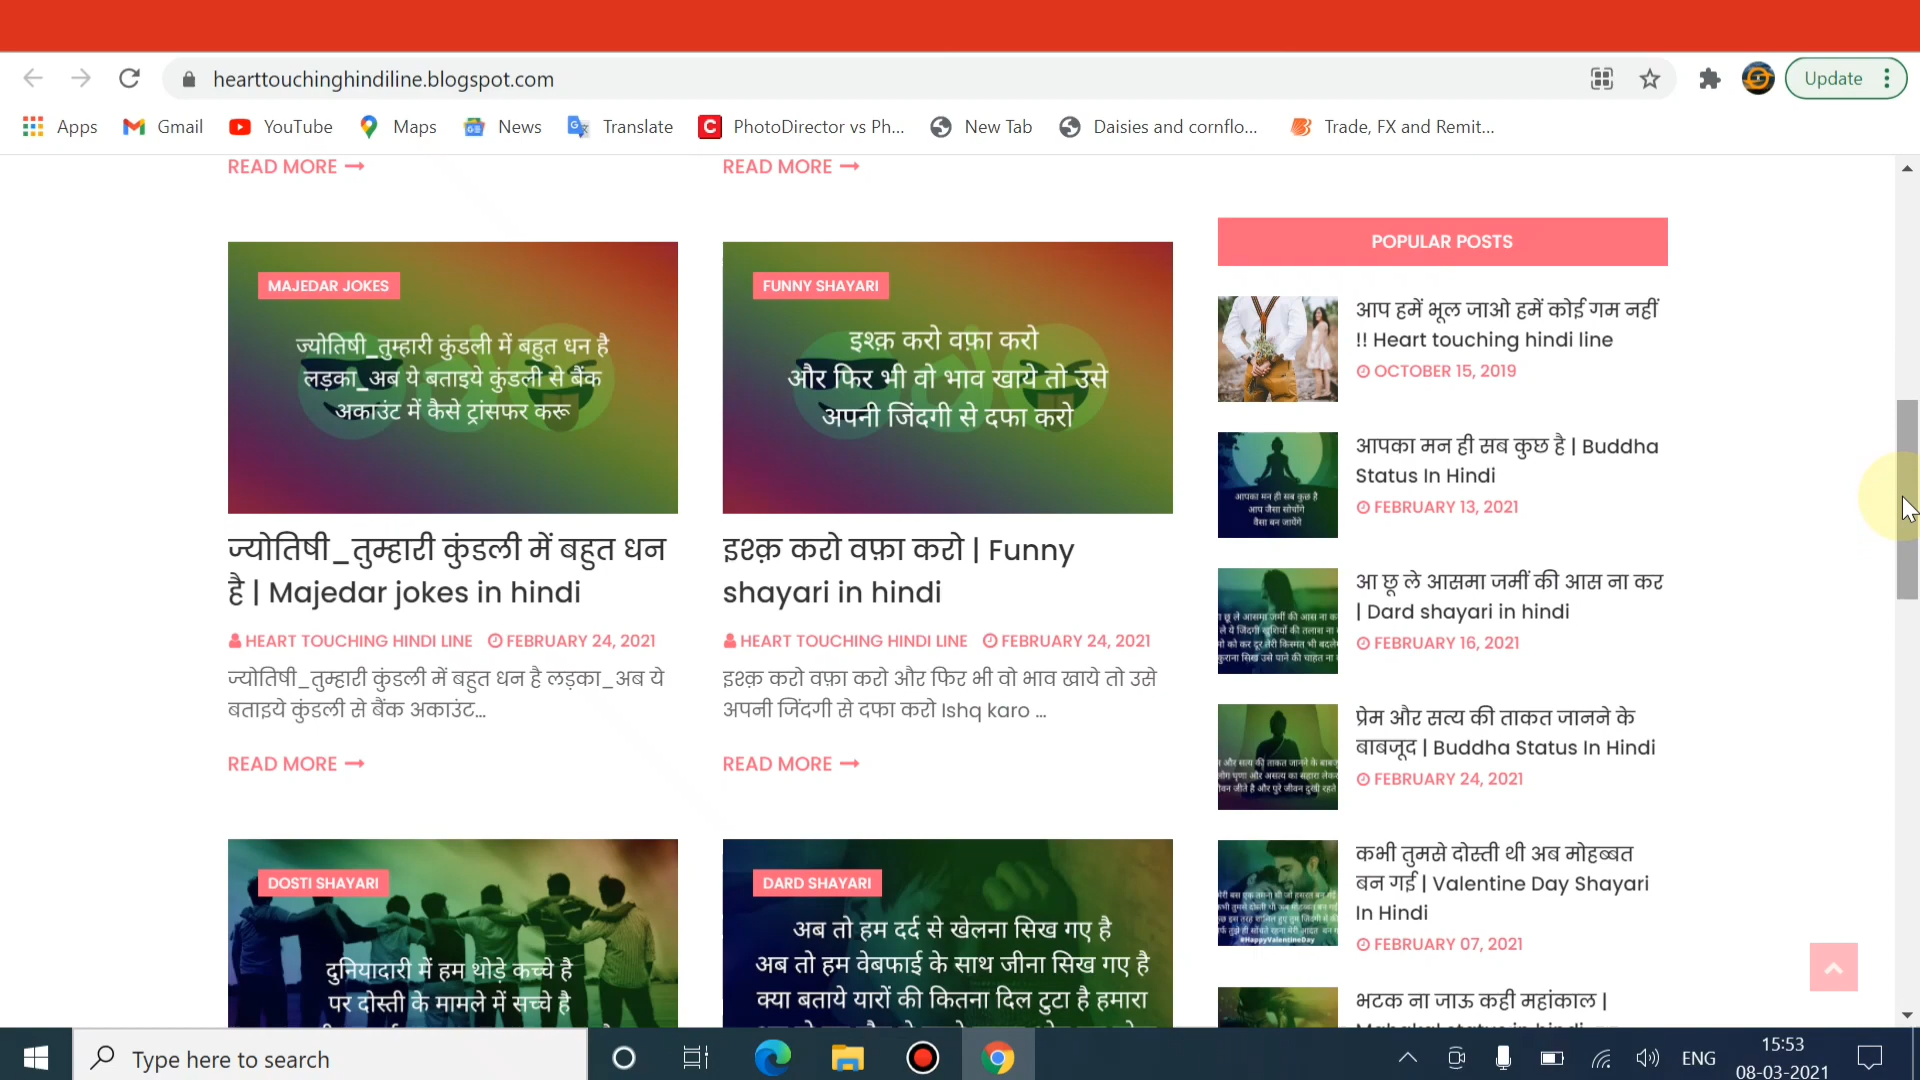 hearttouchinghindiline.blogspot.com
Update
Apps
Gmail
YouTube
Maps
News
Translate
PhotoDirector vs Ph...
New Tab
Daisies and cornflo...
Trade, FX and Remit...
READ MORE
READ MORE
MAJEDAR JOKES
ज्योतिषी_तुम्हारी कुंडली में बहुत धन है
लड़का_अब ये बताइये कुंडली से बैंक
अकाउंट में कैसे ट्रांसफर करू
ज्योतिषी_तुम्हारी कुंडली में बहुत धन
है | Majedar jokes in hindi
HEART TOUCHING HINDI LINE FEBRUARY 24, 2021
ज्योतिषी_तुम्हारी कुंडली में बहुत धन है लड़का_अब ये
बताइये कुंडली से बैंक अकाउंट...
READ MORE
FUNNY SHAYARI
इश्क़ करो वफ़ा करो
और फिर भी वो भाव खाये तो उसे
अपनी जिंदगी से दफा करो
इश्क़ करो वफ़ा करो | Funny
shayari in hindi
HEART TOUCHING HINDI LINE FEBRUARY 24, 2021
इश्क़ करो वफ़ा करो और फिर भी वो भाव खाये तो उसे
अपनी जिंदगी से दफा करो Ishq karo ...
READ MORE
DOSTI SHAYARI
दुनियादारी में हम थोड़े कच्चे है
पर दोस्ती के मामले में सच्चे है
DARD SHAYARI
अब तो हम दर्द से खेलना सिख गए है
अब तो हम वेबफाई के साथ जीना सिख गए है
क्या बताये यारों की कितना दिल टुटा है हमारा
POPULAR POSTS
आप हमें भूल जाओ हमें कोई गम नहीं
!! Heart touching hindi line
OCTOBER 15, 2019
आपका मन ही सब कुछ है
आप जैसा सोचोंगे
वैसा बन जायेंगे
आपका मन ही सब कुछ है | Buddha
Status In Hindi
FEBRUARY 13, 2021
आ छू ले आसमा जमीं की आस ना कर
| Dard shayari in hindi
FEBRUARY 16, 2021
प्रेम और सत्य की ताकत जानने के
बाबजूद | Buddha Status In Hindi
FEBRUARY 24, 2021
#HappyValentineDay
कभी तुमसे दोस्ती थी अब मोहब्बत
बन गई | Valentine Day Shayari
In Hindi
FEBRUARY 07, 2021
भटक ना जाऊ कही महांकाल |
Type here to search
ENG
15:53
08-03-2021